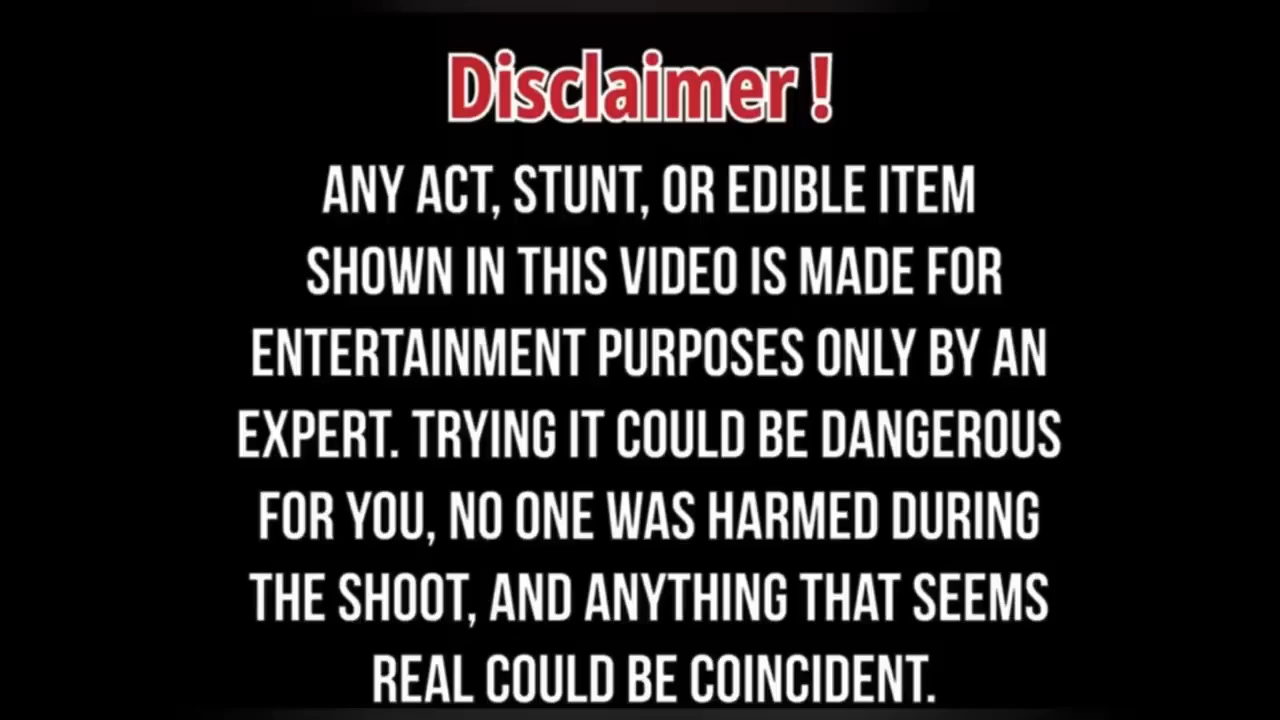 Disclaimer !
ANY ACT, STUNT, OR EDIBLE ITEM
SHOWN IN THIS VIDEO IS MADE FOR
ENTERTAINMENT PURPOSES ONLY BY AN
EXPERT. TRYING IT COULD BE DANGEROUS
FOR YOU, NO ONE WAS HARMED DURING
THE SHOOT, AND ANYTHING THAT SEEMS
REAL COULD BE COINCIDENT.